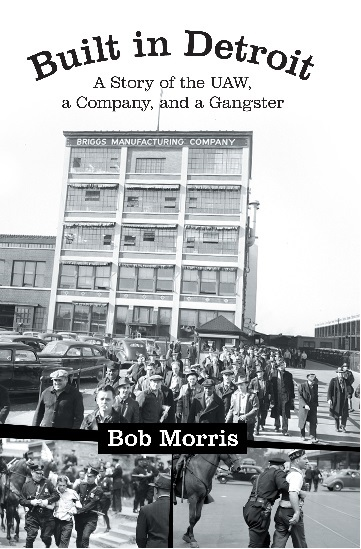 Built in Detroit
A Story of the UAW,
a Company, and a Gangster
BRIGGS MANUFACTURING COMPANY
Bob Morris